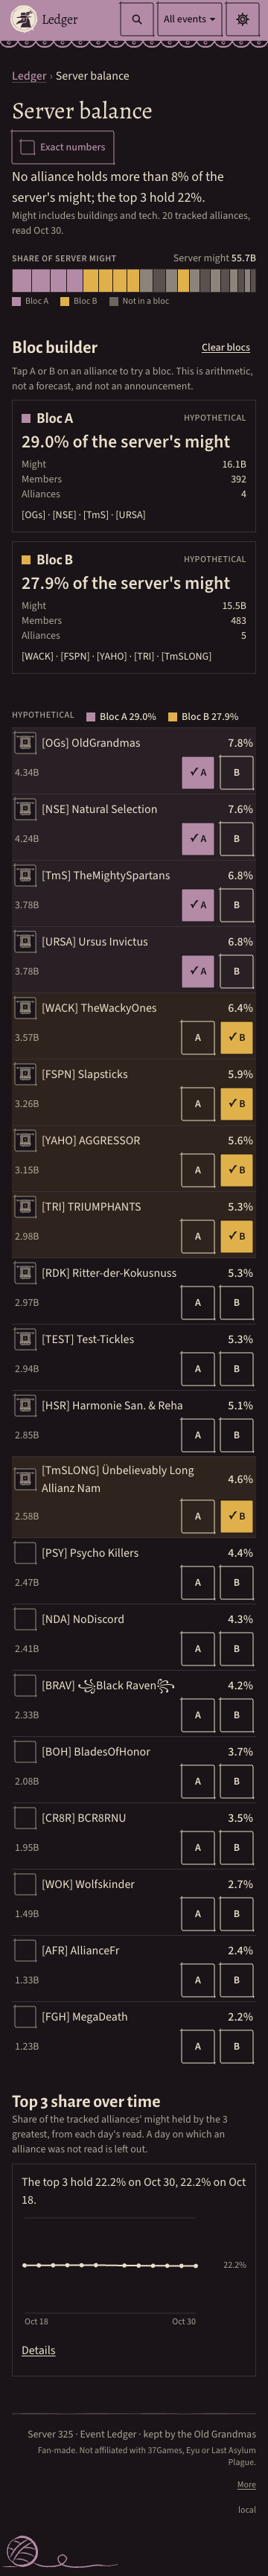 Ledger
All events
Ledger › Server balance
Server balance
Exact numbers
No alliance holds more than 8% of the
server's might; the top 3 hold 22%.
Might includes buildings and tech. 20 tracked alliances,
read Oct 30.
SHARE OF SERVER MIGHT
Server might 55.7B
Bloc A
Bloc B
Not in a bloc
Bloc builder
Clear blocs
Tap A or B on an alliance to try a bloc. This is arithmetic,
not a forecast, and not an announcement.
Bloc A
HYPOTHETICAL
29.0% of the server's might
Might 16.1B
Members 392
Alliances 4
[OGs] · [NSE] · [TmS] · [URSA]
Bloc B
HYPOTHETICAL
27.9% of the server's might
Might 15.5B
Members 483
Alliances 5
[WACK] · [FSPN] · [YAHO] · [TRI] · [TmSLONG]
HYPOTHETICAL
Bloc A 29.0%
Bloc B 27.9%
[OGs] OldGrandmas 7.8%
4.34B ✓ A B
[NSE] Natural Selection 7.6%
4.24B ✓ A B
[TmS] TheMightySpartans 6.8%
3.78B ✓ A B
[URSA] Ursus Invictus 6.8%
3.78B ✓ A B
[WACK] TheWackyOnes 6.4%
3.57B A ✓ B
[FSPN] Slapsticks 5.9%
3.26B A ✓ B
[YAHO] AGGRESSOR 5.6%
3.15B A ✓ B
[TRI] TRIUMPHANTS 5.3%
2.98B A ✓ B
[RDK] Ritter-der-Kokusnuss 5.3%
2.97B A B
[TEST] Test-Tickles 5.3%
2.94B A B
[HSR] Harmonie San. & Reha 5.1%
2.85B A B
[TmSLONG] Ünbelievably Long
Allianz Nam 4.6%
2.58B A ✓ B
[PSY] Psycho Killers 4.4%
2.47B A B
[NDA] NoDiscord 4.3%
2.41B A B
[BRAV] ꧁Black Raven꧂ 4.2%
2.33B A B
[BOH] BladesOfHonor 3.7%
2.08B A B
[CR8R] BCR8RNU 3.5%
1.95B A B
[WOK] Wolfskinder 2.7%
1.49B A B
[AFR] AllianceFr 2.4%
1.33B A B
[FGH] MegaDeath 2.2%
1.23B A B
Top 3 share over time
Share of the tracked alliances' might held by the 3
greatest, from each day's read. A day on which an
alliance was not read is left out.
The top 3 hold 22.2% on Oct 30, 22.2% on Oct
18.
22.2%
Oct 18
Oct 30
Details
Server 325 · Event Ledger · kept by the Old Grandmas
Fan-made. Not affiliated with 37Games, Eyu or Last Asylum
Plague.
More
local